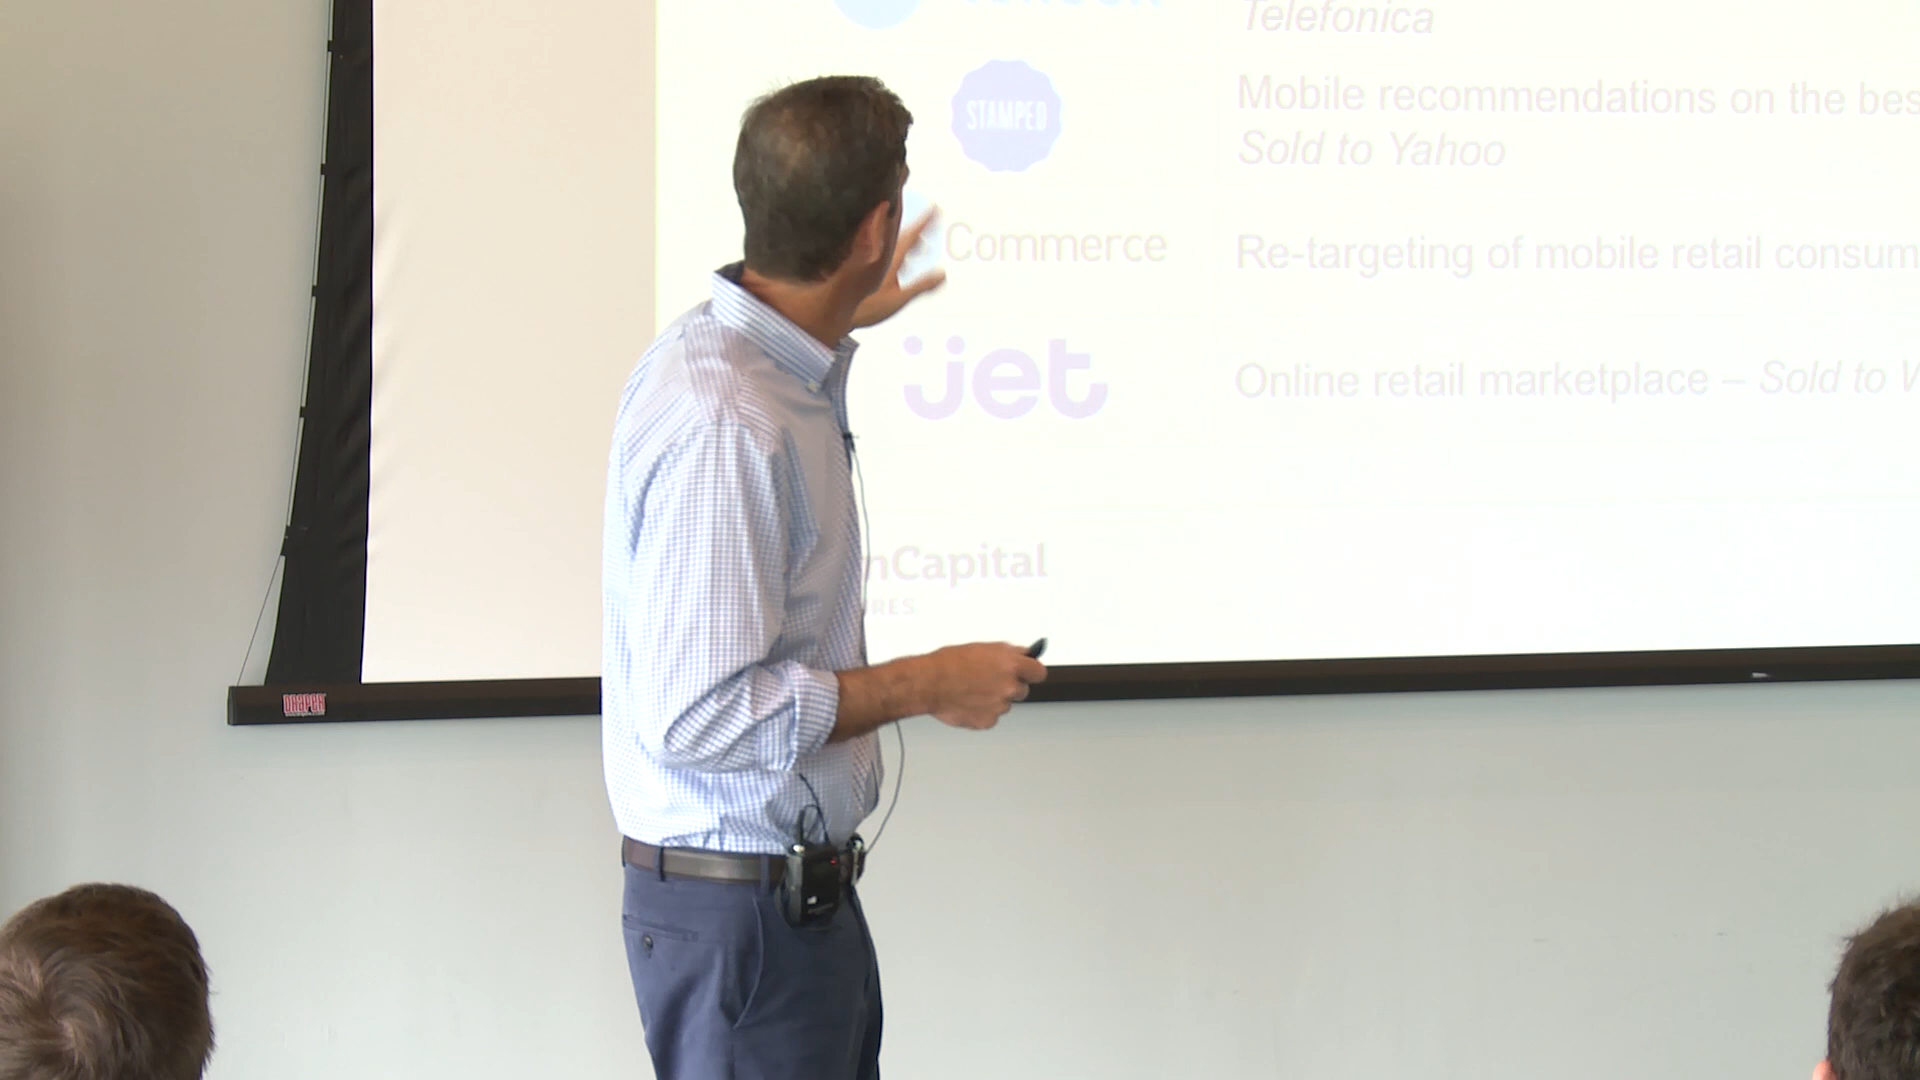 Telefonica
STAMPED
Mobile recommendations on the bes
Sold to Yahoo
Commerce
Re-targeting of mobile retail consum
jet
Online retail marketplace – Sold to
nCapital
RES
DRAPER